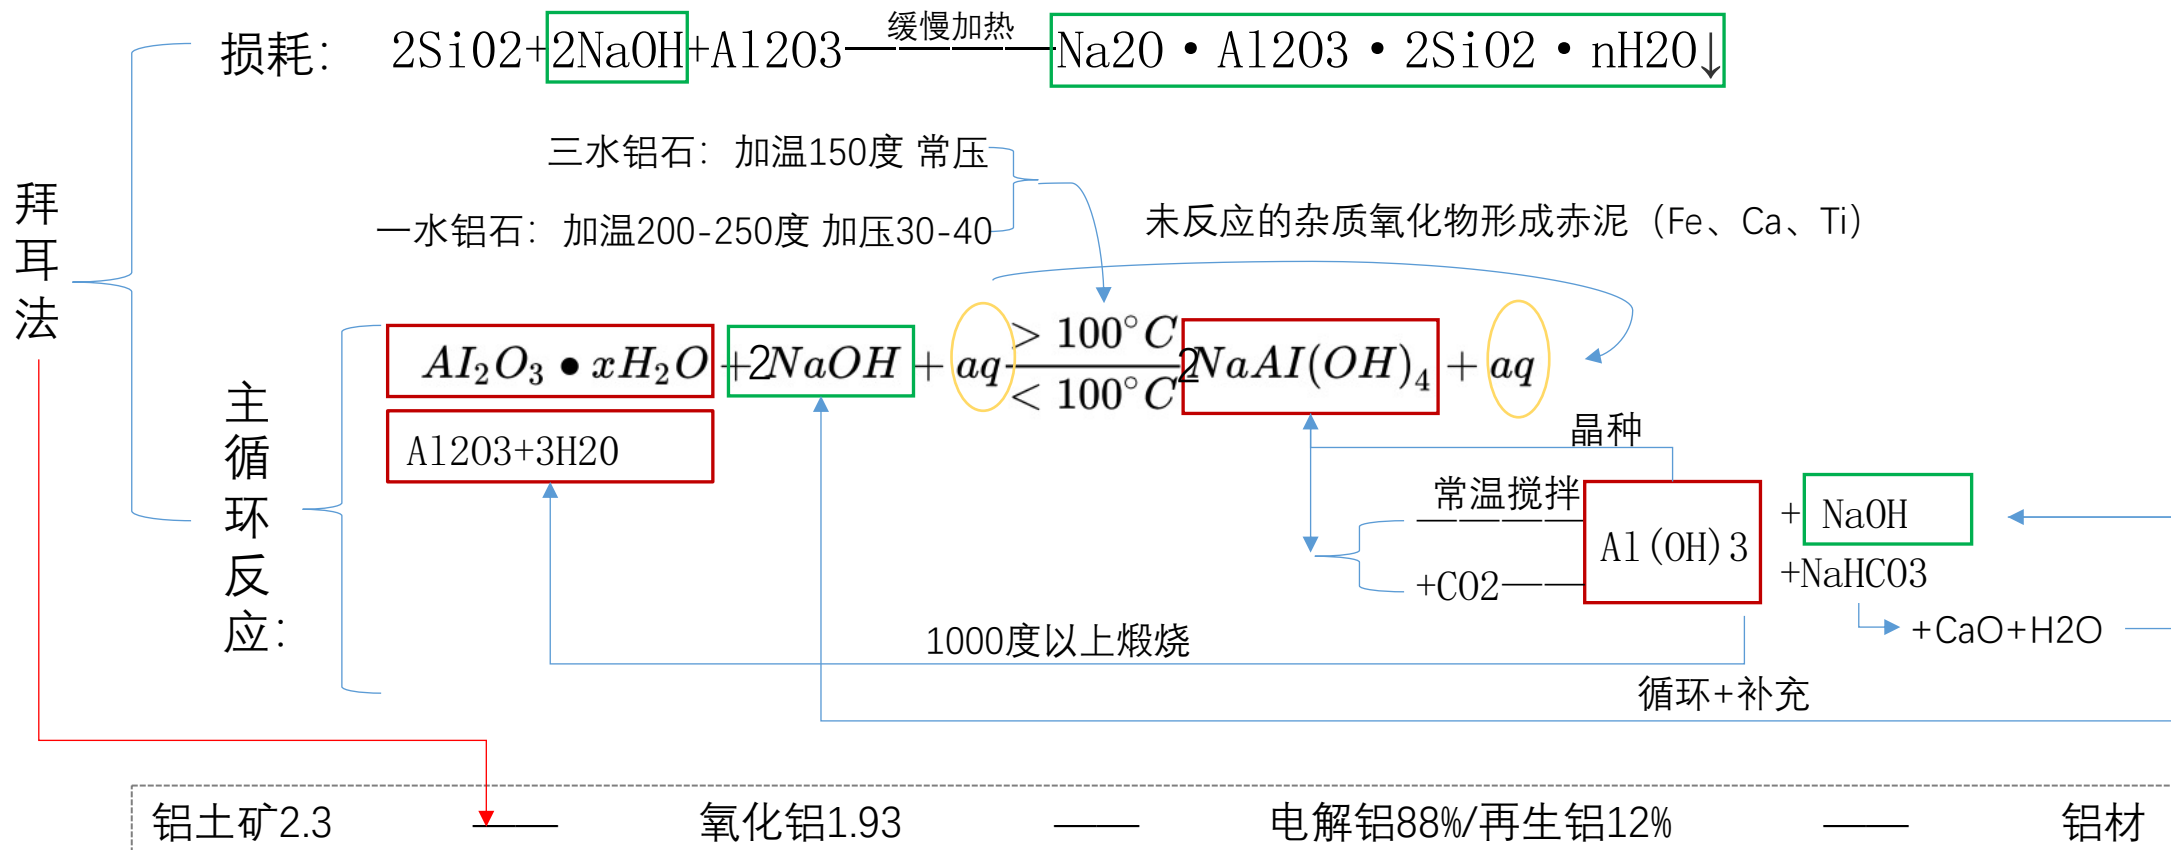 损耗： 2SiO2+2NaOH+Al2O3 缓慢加热 Na2O·Al2O3·2SiO2·nH2O↓
三水铝石：加温150度 常压
一水铝石：加温200-250度 加压30-40
未反应的杂质氧化物形成赤泥（Fe、Ca、Ti）
拜耳法
主循环反应：
AI₂O₃•xH₂O +2NaOH + aq >100°C <100°C 2NaAI(OH)₄ + aq
Al2O3+3H2O
晶种
常温搅拌
+CO2
Al(OH)3
+ NaOH
+NaHCO3
+CaO+H2O
1000度以上煅烧
循环+补充
铝土矿2.3 —— 氧化铝1.93 —— 电解铝88%/再生铝12% —— 铝材